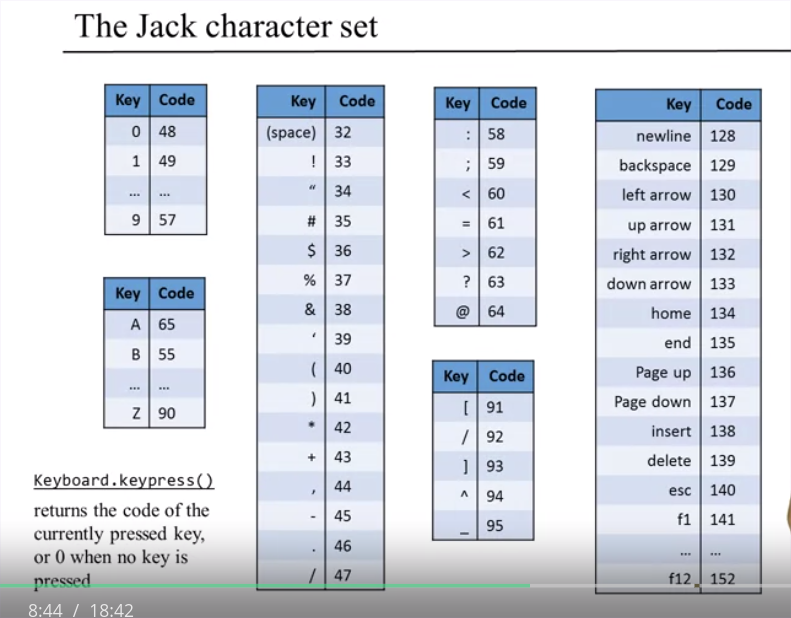 The Jack character set
Key Code
0 48
1 49
... ...
9 57
Key Code
A 65
B 55
... ...
Z 90
Keyboard.keypress()
returns the code of the
currently pressed key,
or 0 when no key is
pressed
Key Code
(space) 32
! 33
“ 34
# 35
$ 36
% 37
& 38
‘ 39
( 40
) 41
* 42
+ 43
, 44
- 45
. 46
/ 47
Key Code
: 58
; 59
< 60
= 61
> 62
? 63
@ 64
Key Code
[ 91
/ 92
] 93
^ 94
_ 95
Key Code
newline 128
backspace 129
left arrow 130
up arrow 131
right arrow 132
down arrow 133
home 134
end 135
Page up 136
Page down 137
insert 138
delete 139
esc 140
f1 141
... ...
f12 152
8:44 / 18:42